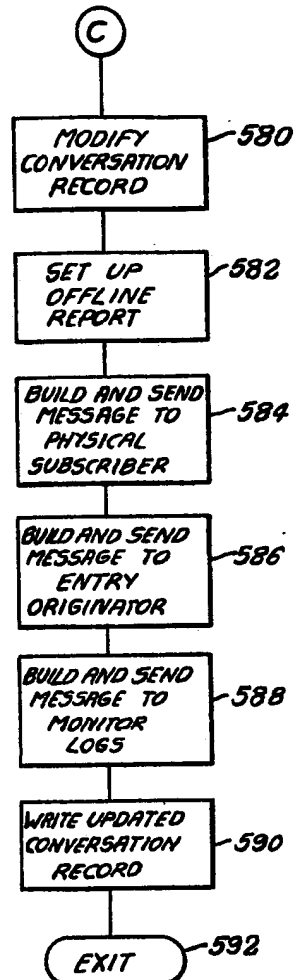 C
MODIFY
CONVERSATION
RECORD
580
SET UP
OFFLINE
REPORT
582
BUILD AND SEND
MESSAGE TO
PHYSICAL
SUBSCRIBER
584
BUILD AND SEND
MESSAGE TO
ENTRY
ORIGINATOR
586
BUILD AND SEND
MESSAGE TO
MONITOR
LOGS
588
WRITE UPDATED
CONVERSATION
RECORD
590
EXIT
592